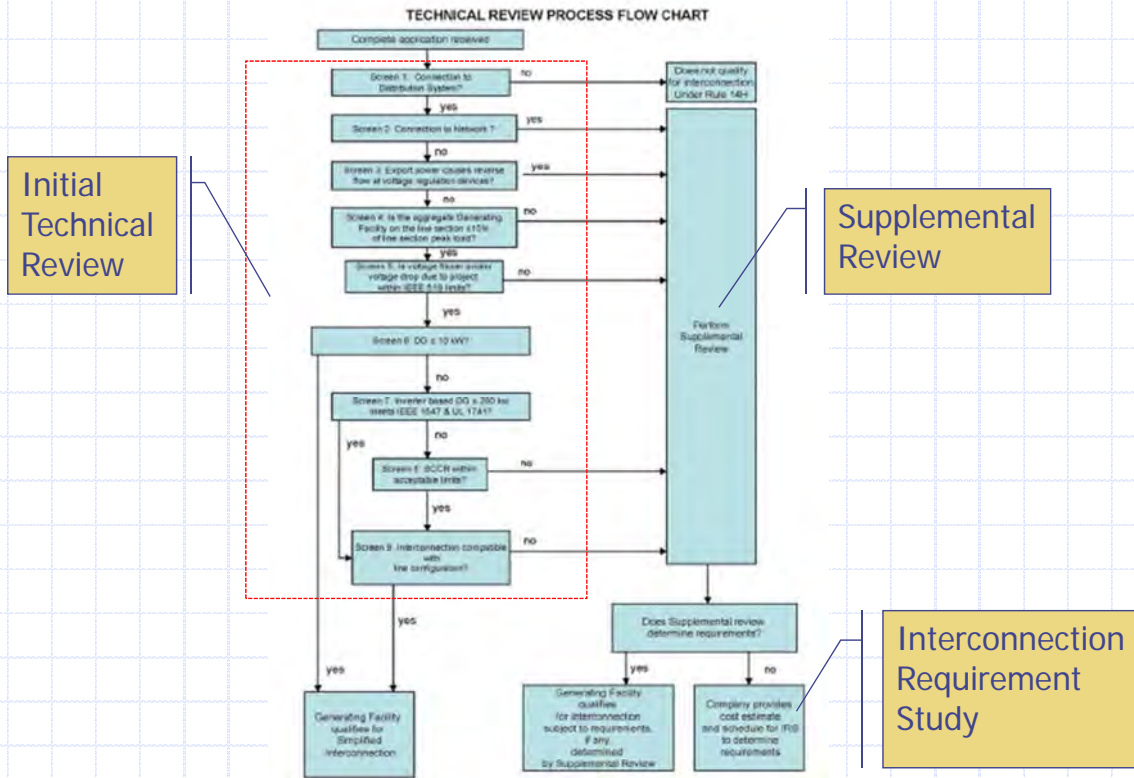 TECHNICAL REVIEW PROCESS FLOW CHART
Complete application received
Screen 1. Connection to
Distribution System?
no
Does not qualify
for interconnection
Under Rule 14H
yes
Screen 2. Connection to Network ?
yes
no
Screen 3. Export power causes reverse
flow at voltage regulation devices?
yes
no
Screen 4. Is the aggregate Generating
Facility on the line section ≤15%
of line section peak load?
no
yes
Screen 5. Is voltage flicker and/or
voltage drop due to project
within IEEE 519 limits?
no
yes
Initial
Technical
Review
Supplemental
Review
Perform
Supplemental
Review
Screen 6. DG ≤ 10 kW?
no
Screen 7. Inverter based DG ≤ 250 kW
meets IEEE 1547 & UL 1741?
yes
no
Screen 8. SCCR within
acceptable limits?
no
yes
Screen 9. Interconnection compatible
with
line configuration?
no
yes
yes
Does Supplemental review
determine requirements?
yes
no
Generating Facility
qualifies for
Simplified
Interconnection
Generating Facility
qualifies
for interconnection
subject to requirements,
if any,
determined
by Supplemental Review
Company provides
cost estimate
and schedule for IRS
to determine
requirements
Interconnection
Requirement
Study